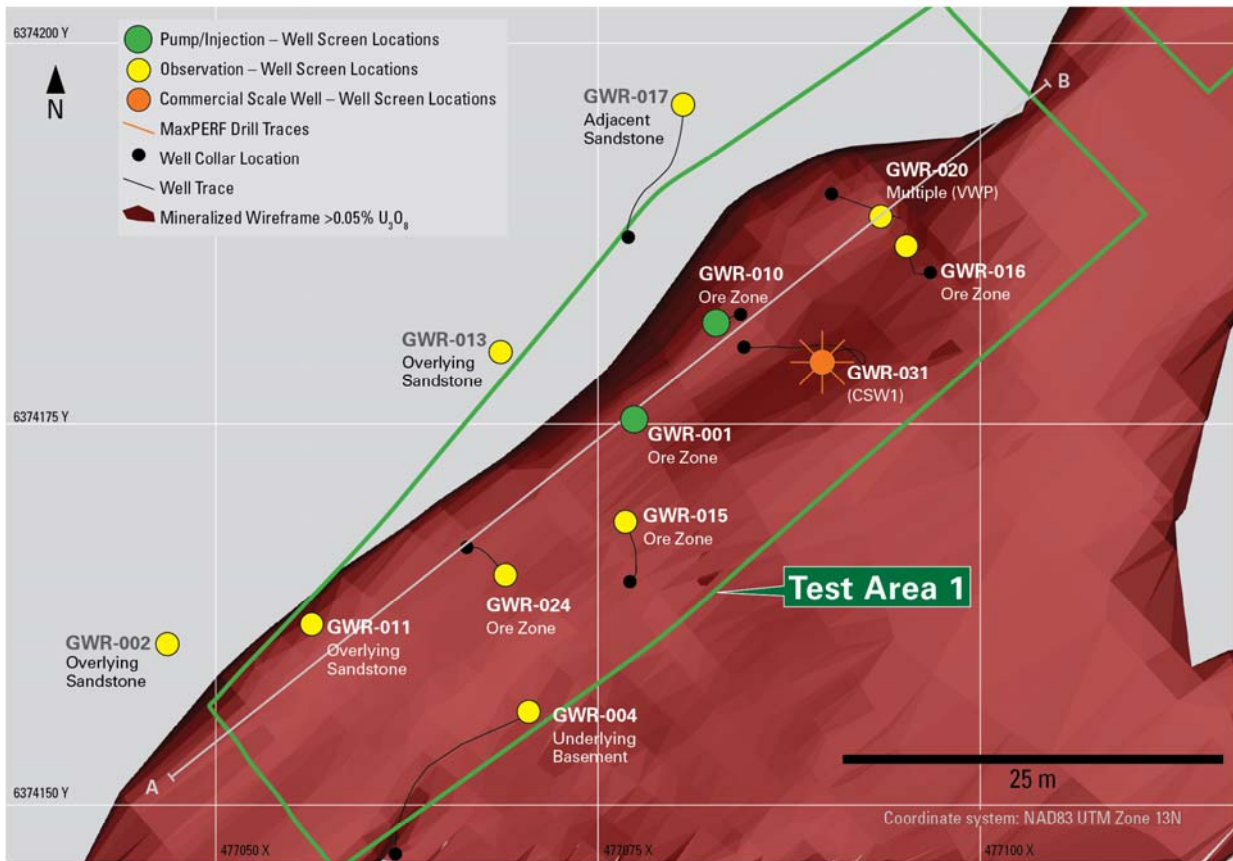 6374200 Y
Pump/Injection – Well Screen Locations
Observation – Well Screen Locations
Commercial Scale Well – Well Screen Locations
MaxPERF Drill Traces
Well Collar Location
Well Trace
Mineralized Wireframe >0.05% U₃O₈
N
B
GWR-017
Adjacent
Sandstone
GWR-020
Multiple (VWP)
GWR-016
Ore Zone
GWR-010
Ore Zone
GWR-013
Overlying
Sandstone
GWR-031
(CSW1)
6374175 Y
GWR-001
Ore Zone
GWR-015
Ore Zone
Test Area 1
GWR-024
Ore Zone
GWR-011
Overlying
Sandstone
GWR-002
Overlying
Sandstone
GWR-004
Underlying
Basement
A
25 m
6374150 Y
Coordinate system: NAD83 UTM Zone 13N
477050 X
477075 X
477100 X